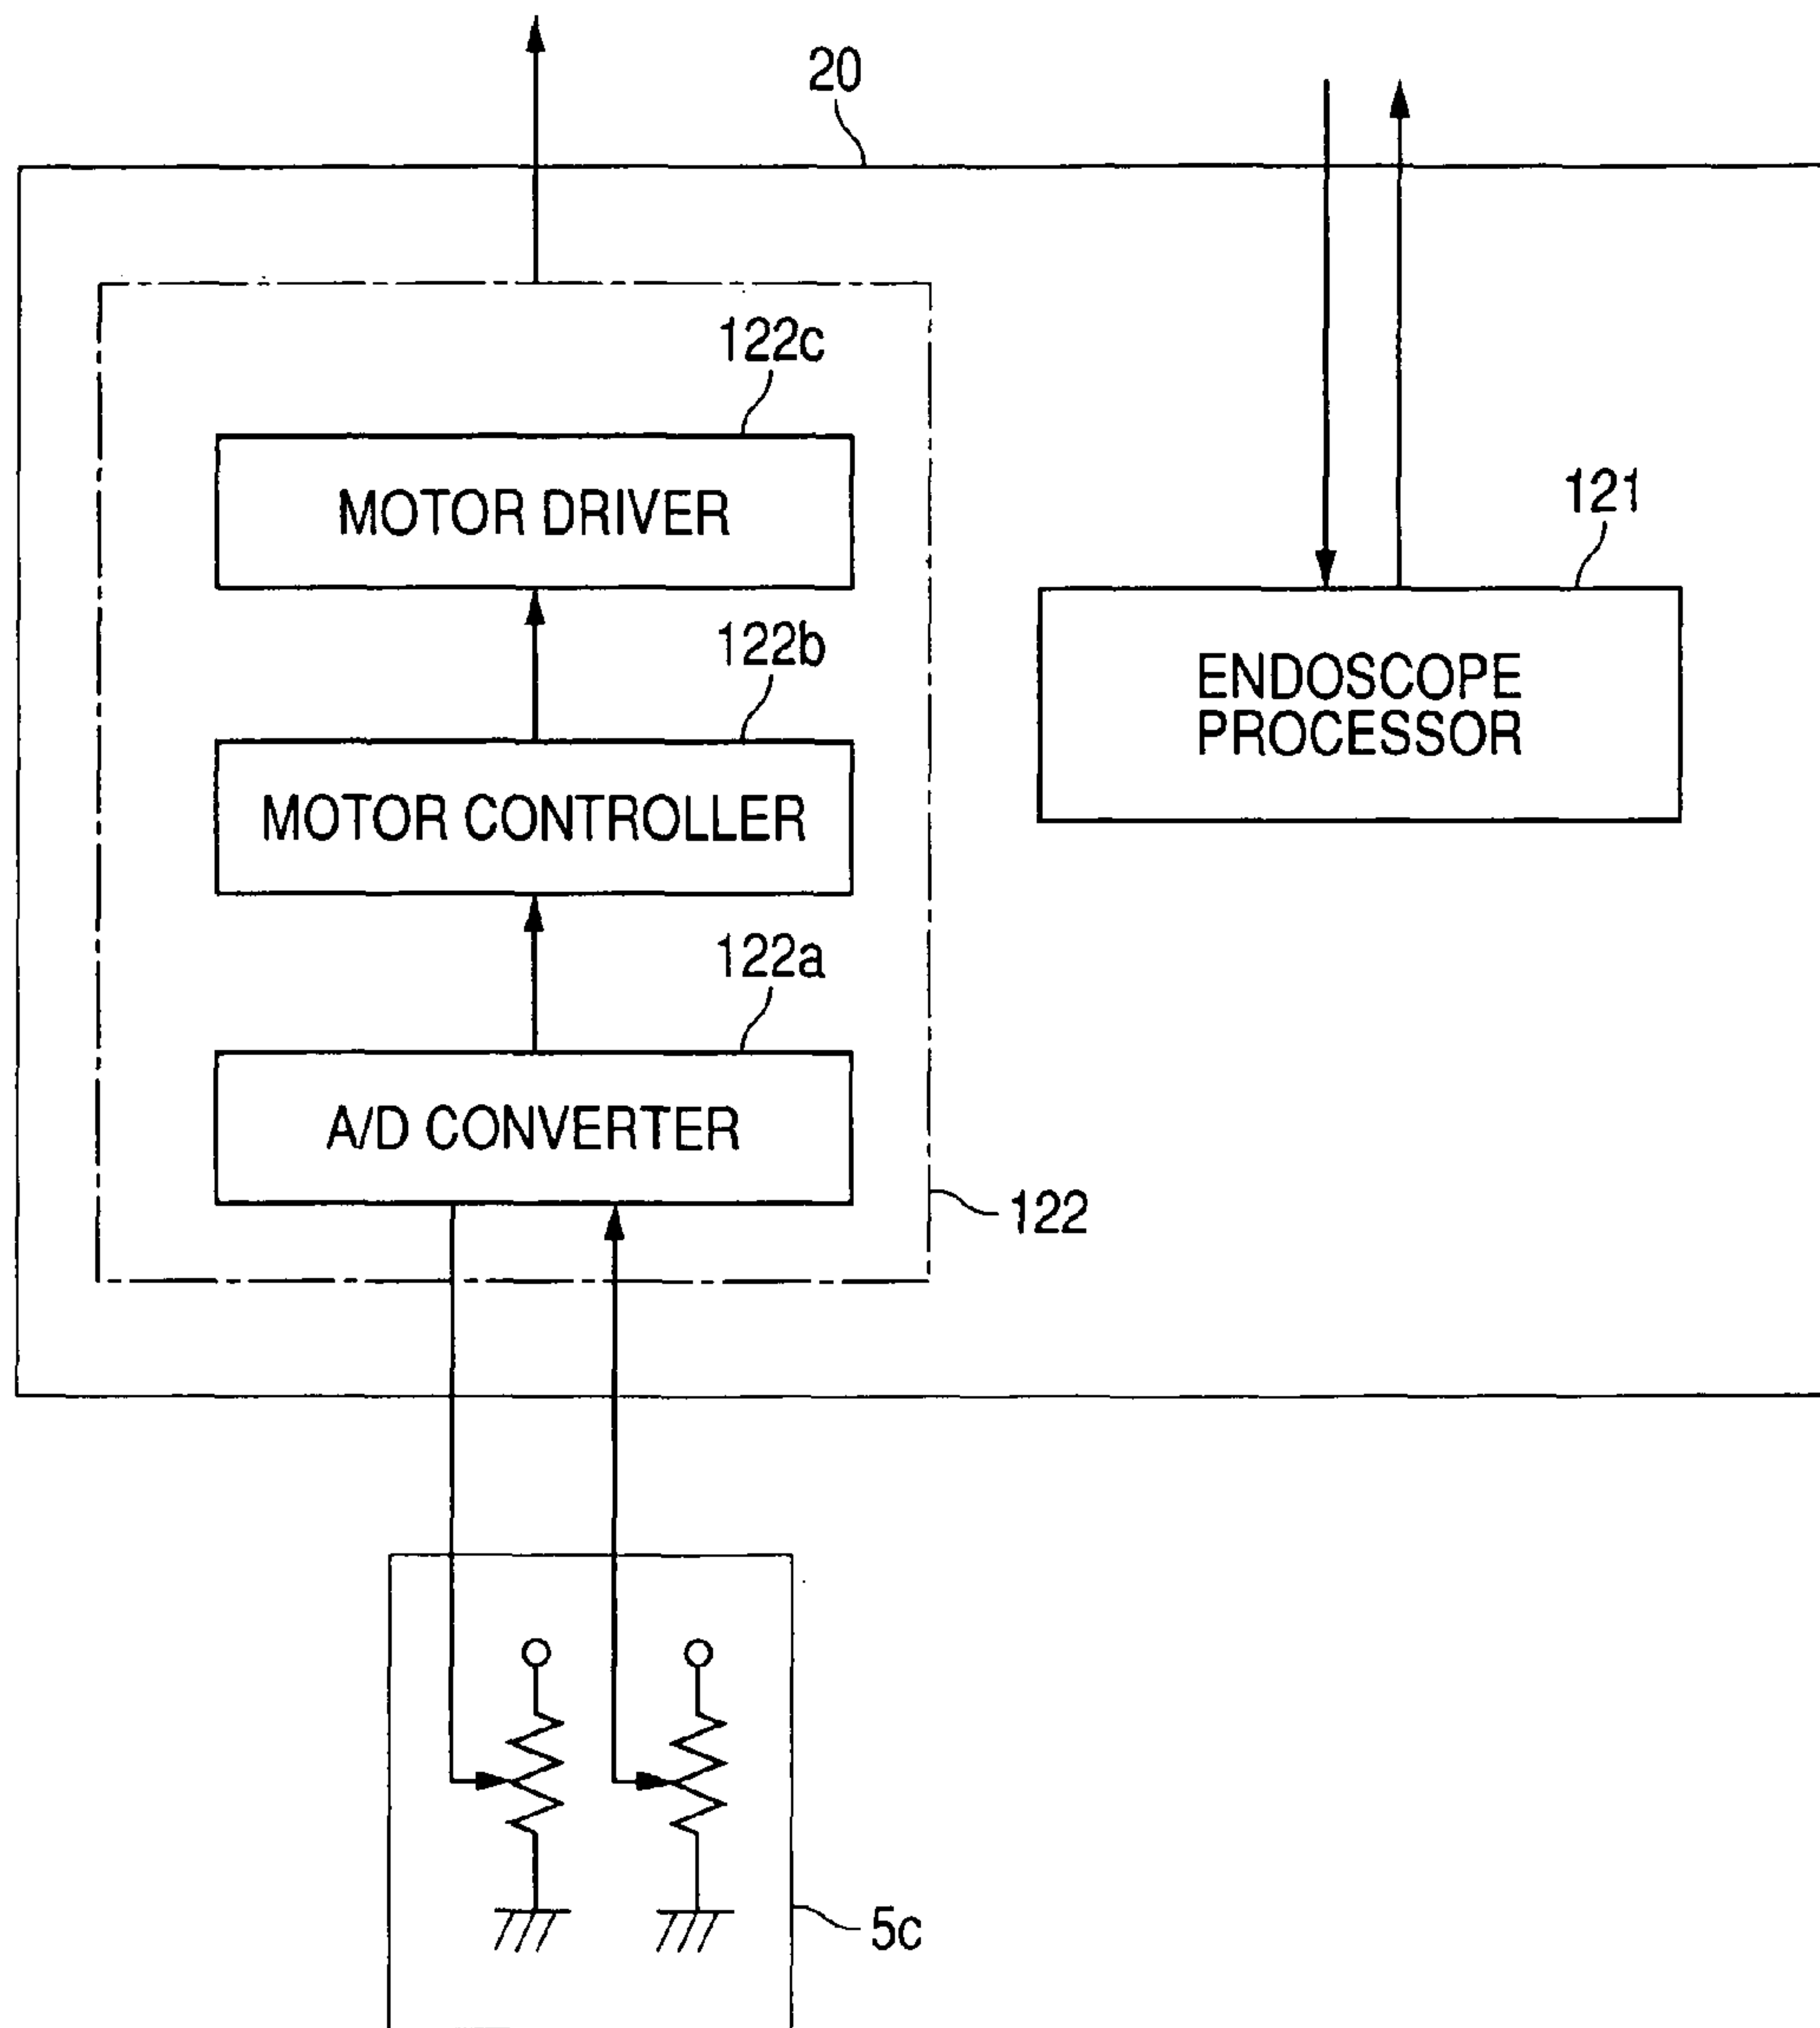 20
122c
MOTOR DRIVER
121
122b
ENDOSCOPE
PROCESSOR
MOTOR CONTROLLER
122a
A/D CONVERTER
122
5c